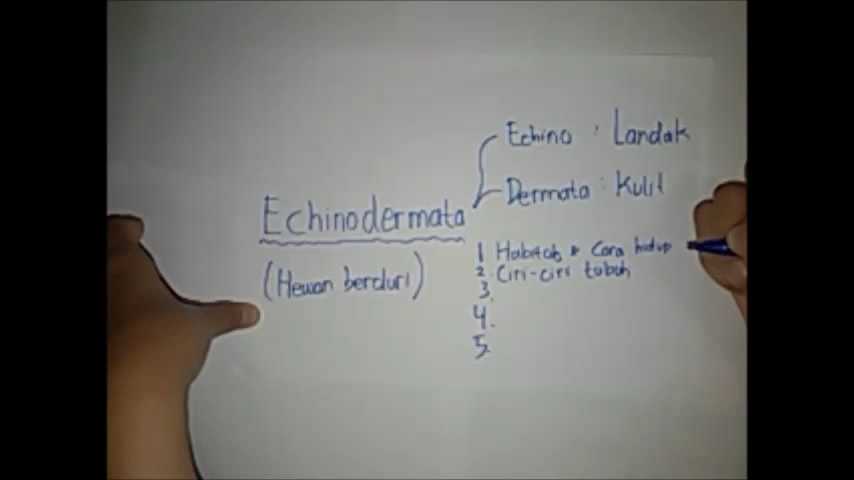 Echino : Landak
Dermata : Kulit
Echinodermata
(Hewan berduri)
1 Habitat & Cara hidup
2. Ciri-ciri tubuh
3.
4.
5.